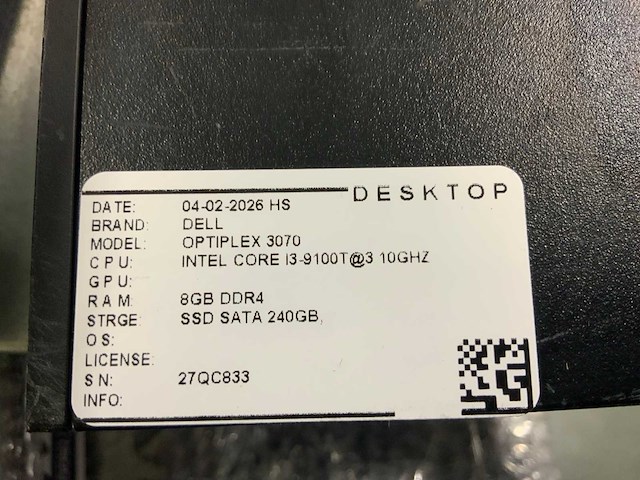 DESKTOP
DATE: 04-02-2026 HS
BRAND: DELL
MODEL: OPTIPLEX 3070
CPU: INTEL CORE I3-9100T@3 10GHZ
GPU:
RAM: 8GB DDR4
STRGE: SSD SATA 240GB,
OS:
LICENSE:
SN: 27QC833
INFO: